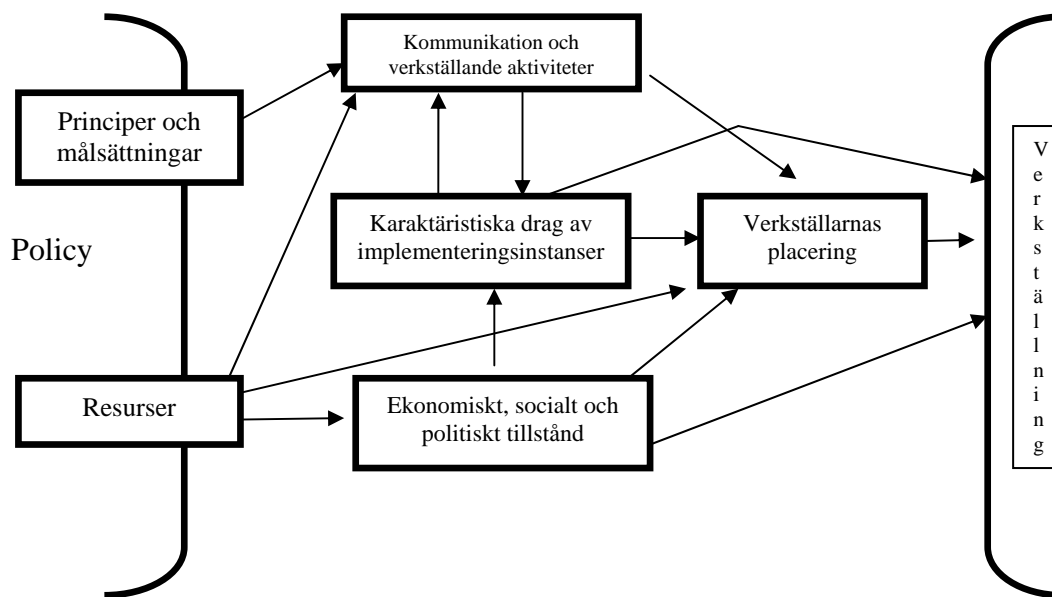 Kommunikation och
verkställande aktiviteter
Principer och
målsättningar
Policy
Karaktäristiska drag av
implementeringsinstanser
Verkställarnas
placering
Resurser
Ekonomiskt, socialt och
politiskt tillstånd
Verkställlning